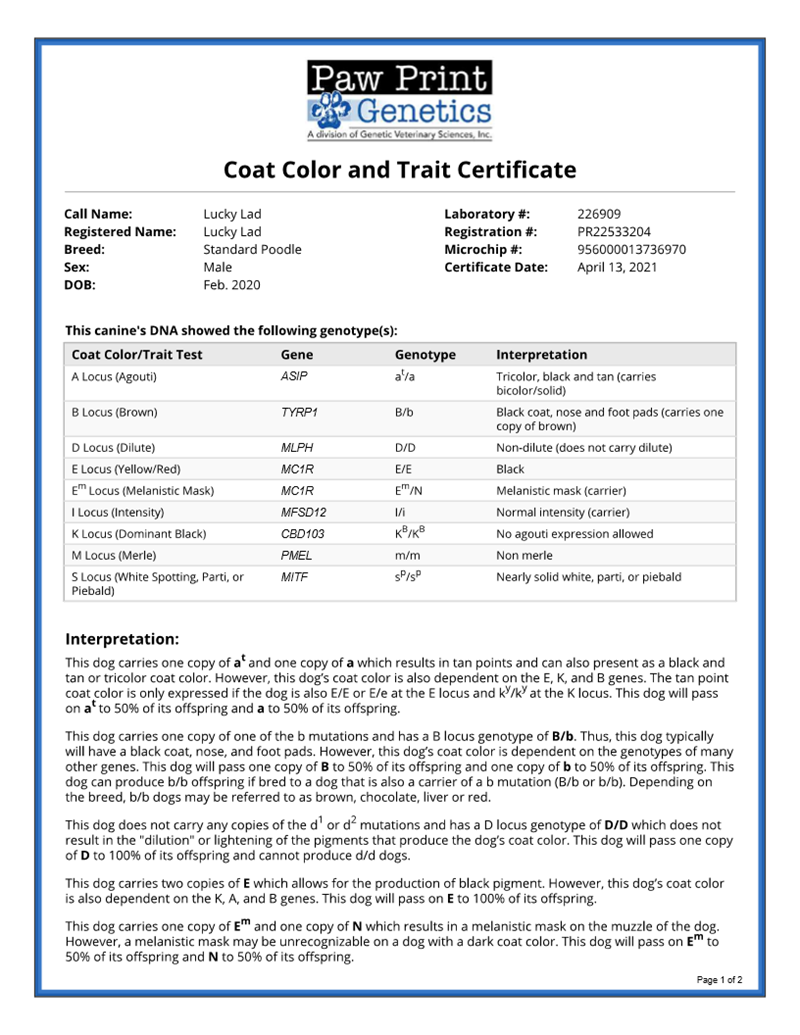 Paw Print
Genetics
A division of Genetic Veterinary Sciences, Inc.
Coat Color and Trait Certificate
Call Name: Lucky Lad Laboratory #: 226909
Registered Name: Lucky Lad Registration #: PR22533204
Breed: Standard Poodle Microchip #: 956000013736970
Sex: Male Certificate Date: April 13, 2021
DOB: Feb. 2020
This canine's DNA showed the following genotype(s):
Coat Color/Trait Test Gene Genotype Interpretation
A Locus (Agouti) ASIP aᵗ/a Tricolor, black and tan (carries
bicolor/solid)
B Locus (Brown) TYRP1 B/b Black coat, nose and foot pads (carries one
copy of brown)
D Locus (Dilute) MLPH D/D Non-dilute (does not carry dilute)
E Locus (Yellow/Red) MC1R E/E Black
Eᵐ Locus (Melanistic Mask) MC1R Eᵐ/N Melanistic mask (carrier)
I Locus (Intensity) MFSD12 I/i Normal intensity (carrier)
K Locus (Dominant Black) CBD103 Kᴮ/Kᴮ No agouti expression allowed
M Locus (Merle) PMEL m/m Non merle
S Locus (White Spotting, Parti, or MITF sᵖ/sᵖ Nearly solid white, parti, or piebald
Piebald)
Interpretation:
This dog carries one copy of aᵗ and one copy of a which results in tan points and can also present as a black and
tan or tricolor coat color. However, this dog's coat color is also dependent on the E, K, and B genes. The tan point
coat color is only expressed if the dog is also E/E or E/e at the E locus and kʸ/kʸ at the K locus. This dog will pass
on aᵗ to 50% of its offspring and a to 50% of its offspring.
This dog carries one copy of one of the b mutations and has a B locus genotype of B/b. Thus, this dog typically
will have a black coat, nose, and foot pads. However, this dog's coat color is dependent on the genotypes of many
other genes. This dog will pass one copy of B to 50% of its offspring and one copy of b to 50% of its offspring. This
dog can produce b/b offspring if bred to a dog that is also a carrier of a b mutation (B/b or b/b). Depending on
the breed, b/b dogs may be referred to as brown, chocolate, liver or red.
This dog does not carry any copies of the d¹ or d² mutations and has a D locus genotype of D/D which does not
result in the "dilution" or lightening of the pigments that produce the dog's coat color. This dog will pass one copy
of D to 100% of its offspring and cannot produce d/d dogs.
This dog carries two copies of E which allows for the production of black pigment. However, this dog's coat color
is also dependent on the K, A, and B genes. This dog will pass on E to 100% of its offspring.
This dog carries one copy of Eᵐ and one copy of N which results in a melanistic mask on the muzzle of the dog.
However, a melanistic mask may be unrecognizable on a dog with a dark coat color. This dog will pass on Eᵐ to
50% of its offspring and N to 50% of its offspring.
Page 1 of 2